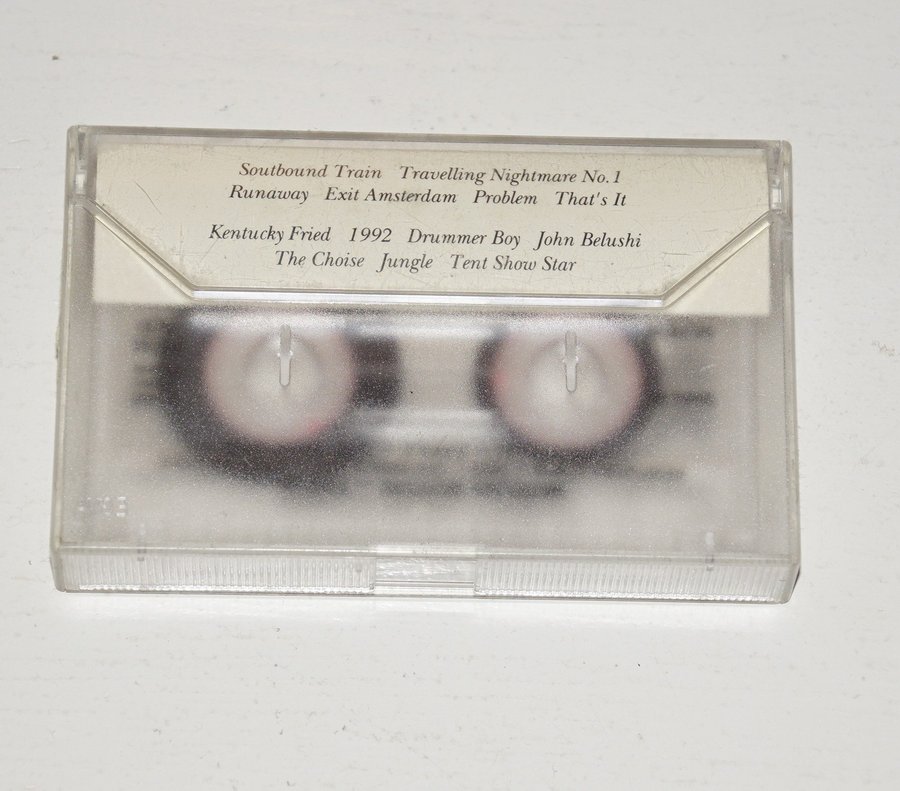 Soutbound Train Travelling Nightmare No. 1
Runaway Exit Amsterdam Problem That's It
Kentucky Fried 1992 Drummer Boy John Belushi
The Choise Jungle Tent Show Star